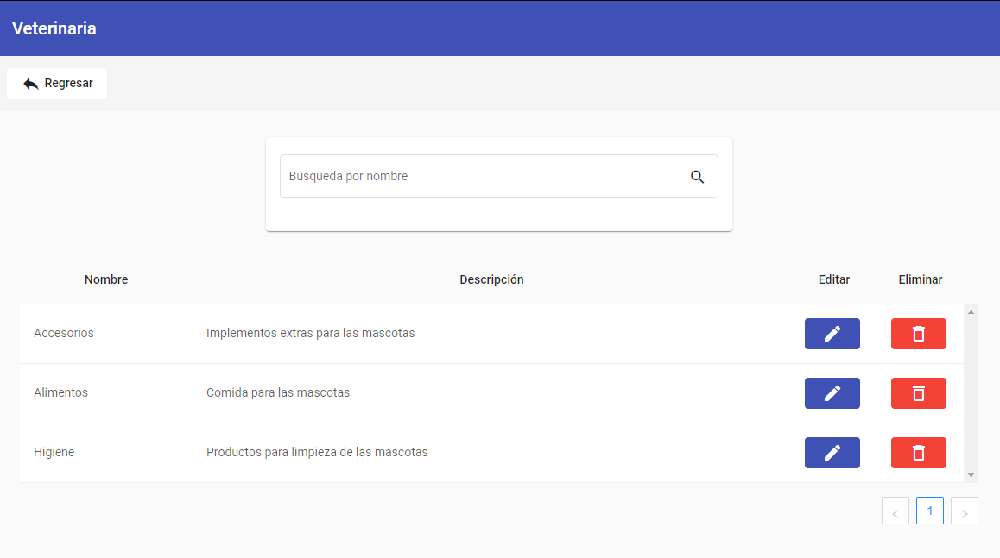 Veterinaria
Regresar
Búsqueda por nombre
Nombre Descripción Editar Eliminar
Accesorios Implementos extras para las mascotas
Alimentos Comida para las mascotas
Higiene Productos para limpieza de las mascotas
1